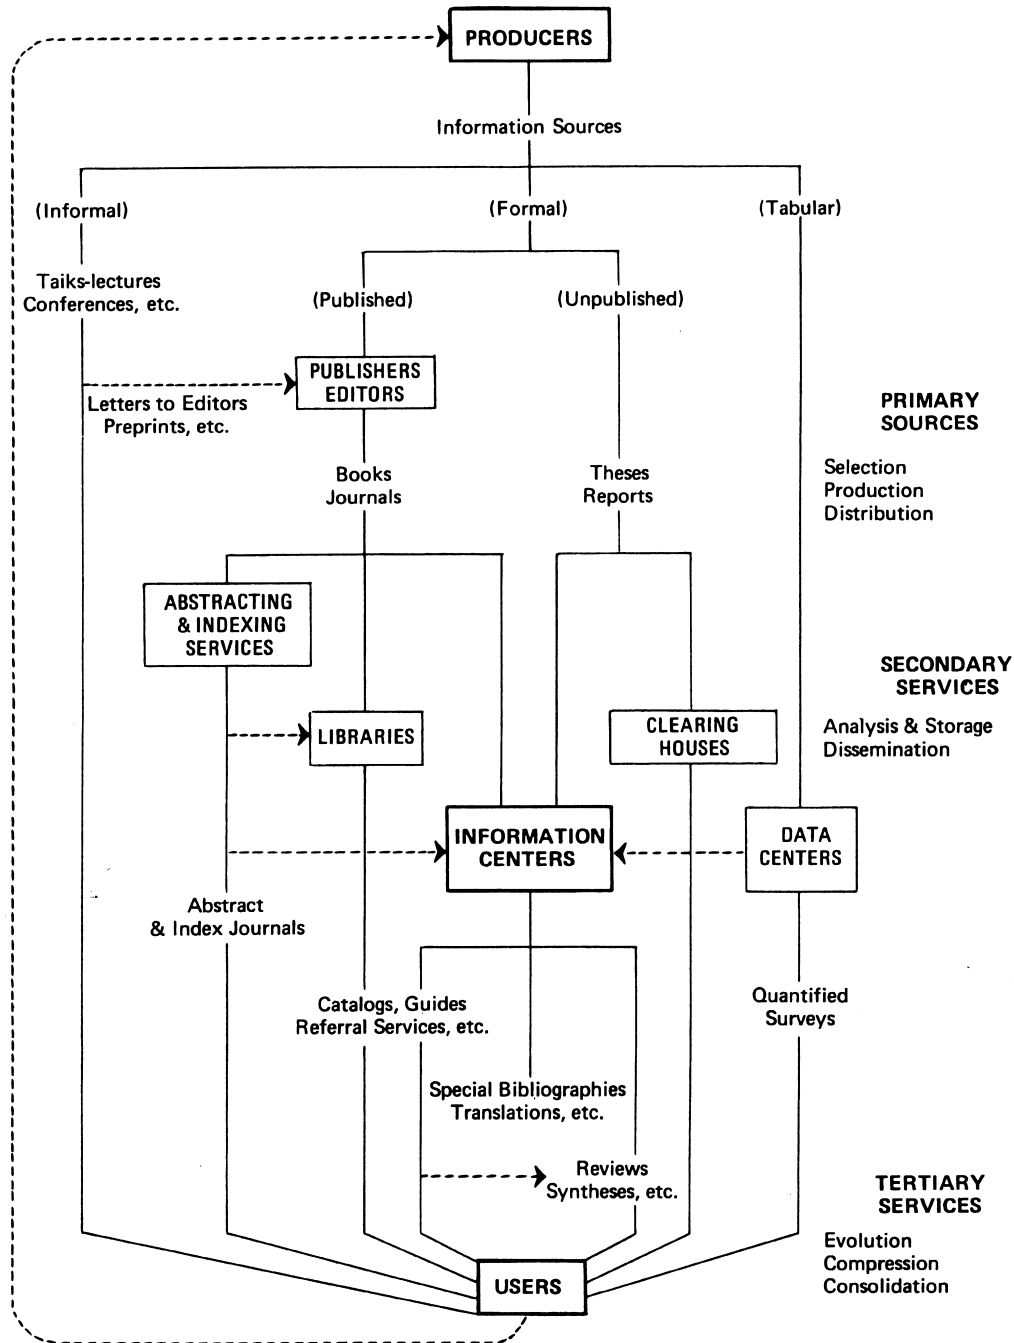 PRODUCERS
Information Sources
(Informal)
(Formal)
(Tabular)
Taiks-lectures
Conferences, etc.
(Published)
(Unpublished)
PUBLISHERS
EDITORS
Letters to Editors
Preprints, etc.
PRIMARY
SOURCES
Books
Journals
Theses
Reports
Selection
Production
Distribution
ABSTRACTING
& INDEXING
SERVICES
SECONDARY
SERVICES
LIBRARIES
CLEARING
HOUSES
Analysis & Storage
Dissemination
INFORMATION
CENTERS
DATA
CENTERS
Abstract
& Index Journals
Catalogs, Guides
Referral Services, etc.
Quantified
Surveys
Special Bibliographies
Translations, etc.
Reviews
Syntheses, etc.
TERTIARY
SERVICES
Evolution
Compression
Consolidation
USERS